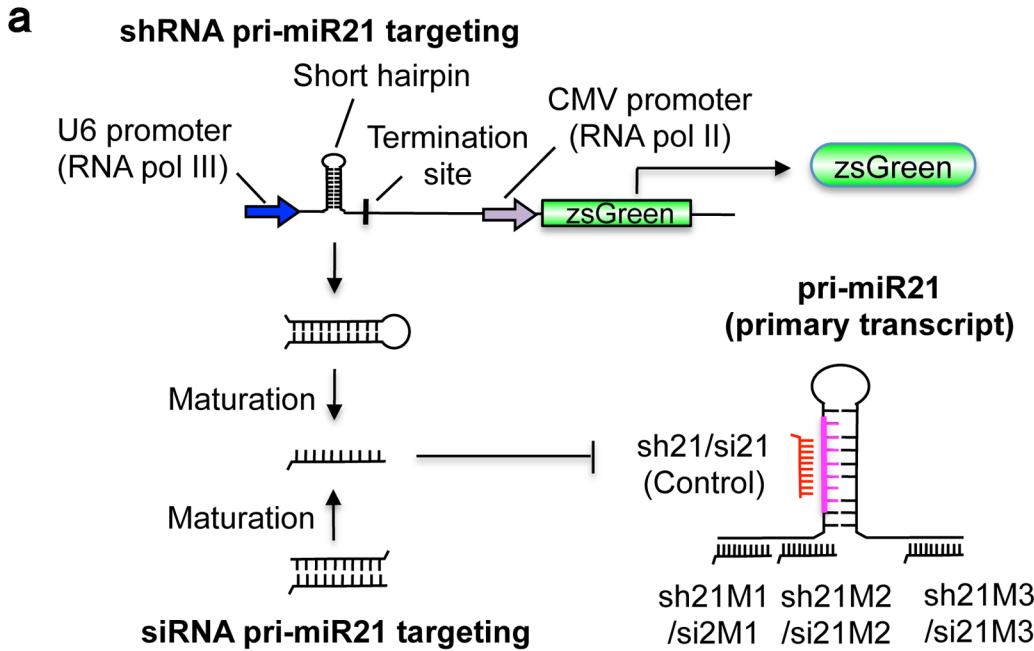 a
shRNA pri-miR21 targeting
Short hairpin
U6 promoter
(RNA pol III)
Termination
site
CMV promoter
(RNA pol II)
zsGreen
zsGreen
pri-miR21
(primary transcript)
Maturation
sh21/si21
(Control)
Maturation
sh21M1
/si2M1
sh21M2
/si21M2
sh21M3
/si21M3
siRNA pri-miR21 targeting